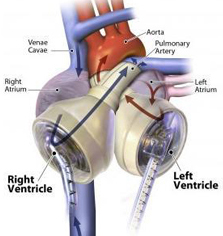 Aorta
Venae
Cavae
Pulmonary
Artery
Right
Atrium
Left
Atrium
Right
Ventricle
Left
Ventricle